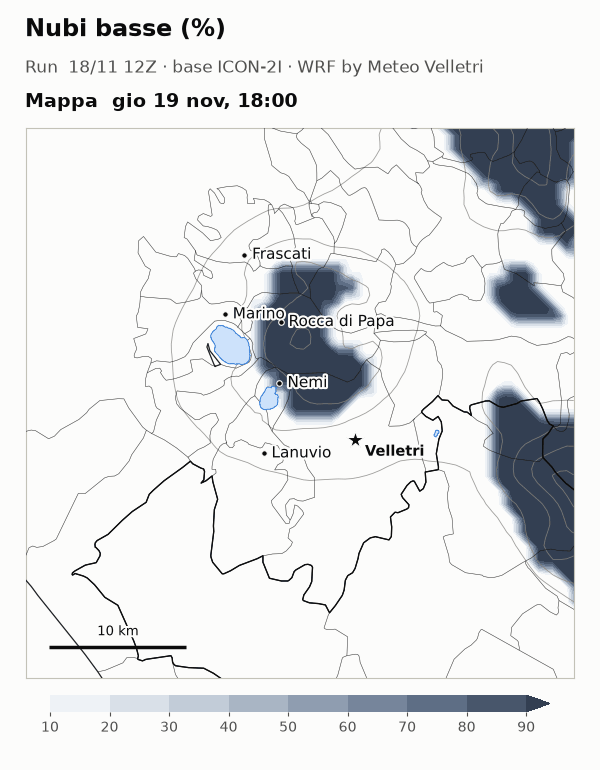 Nubi basse (%)
Run  18/11 12Z · base ICON-2I · WRF by Meteo Velletri
Mappa  gio 19 nov, 18:00
Frascati
Marino
Rocca di Papa
Nemi
Velletri
Lanuvio
10 km
10 20 30 40 50 60 70 80 90